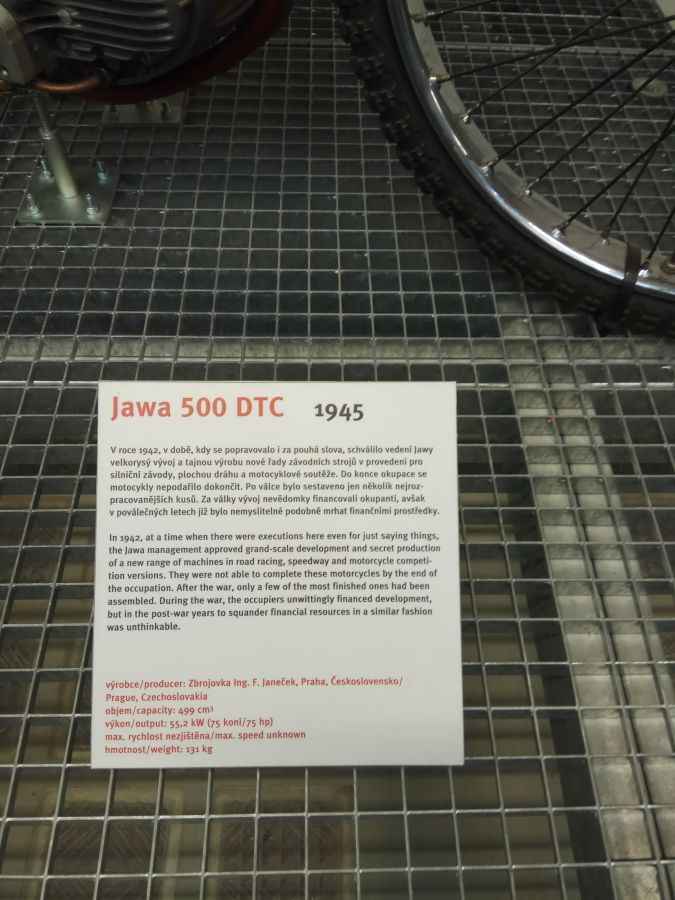 Jawa 500 DTC 1945
V roce 1942, v době, kdy se popravovalo i za pouhá slova, schválilo vedení Jawy
velkorysý vývoj a tajnou výrobu nové řady závodních strojů v provedení pro
silniční závody, plochou dráhu a motocyklové soutěže. Do konce okupace se
motocykly nepodařilo dokončit. Po válce bylo sestaveno jen několik nejroz-
pracovanějších kusů. Za války vývoj nevědomky financovali okupanti, avšak
v poválečných letech již bylo nemyslitelné podobně mrhat finančními prostředky.
In 1942, at a time when there were executions here even for just saying things,
the Jawa management approved grand-scale development and secret production
of a new range of machines in road racing, speedway and motorcycle competi-
tion versions. They were not able to complete these motorcycles by the end of
the occupation. After the war, only a few of the most finished ones had been
assembled. During the war, the occupiers unwittingly financed development,
but in the post-war years to squander financial resources in a similar fashion
was unthinkable.
výrobce/producer: Zbrojovka Ing. F. Janeček, Praha, Československo/
Prague, Czechoslovakia
objem/capacity: 499 cm³
výkon/output: 55,2 kW (75 koní/75 hp)
max. rychlost nezjištěna/max. speed unknown
hmotnost/weight: 131 kg